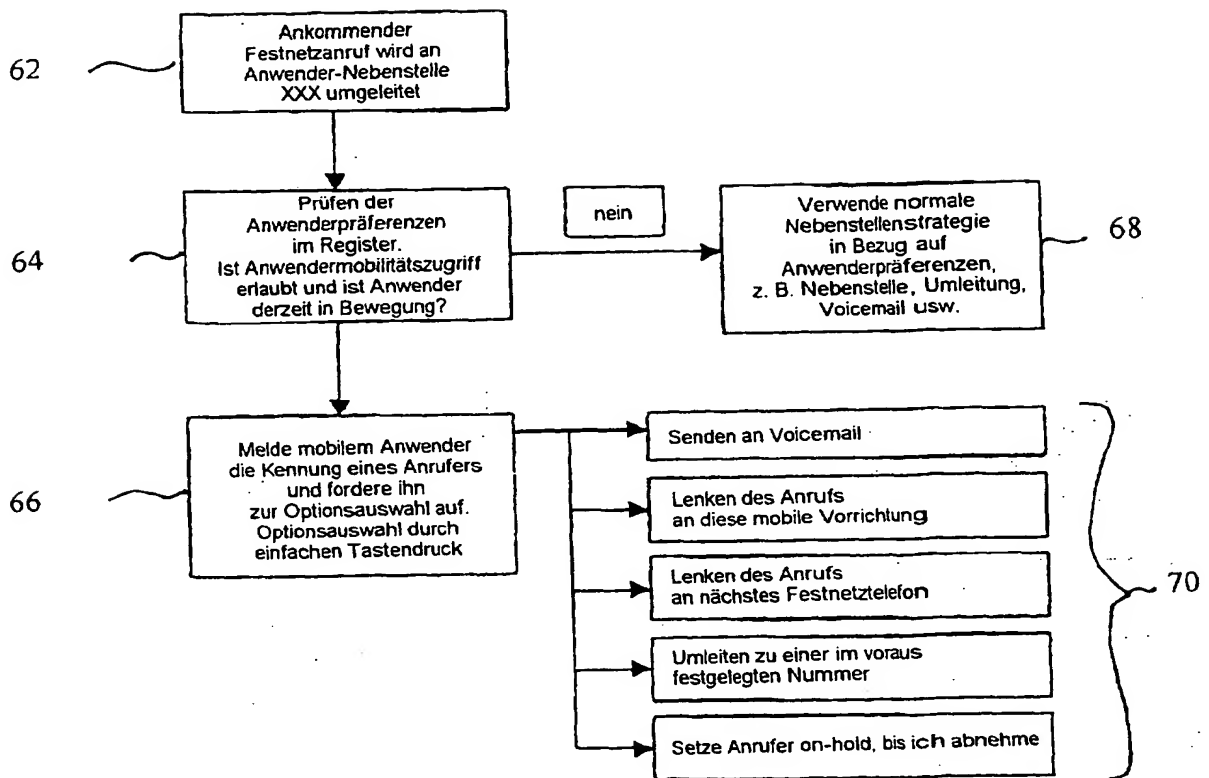 62
Ankommender
Festnetzanruf wird an
Anwender-Nebenstelle
XXX umgeleitet
64
Prüfen der
Anwenderpräferenzen
im Register.
Ist Anwendermobilitätszugriff
erlaubt und ist Anwender
derzeit in Bewegung?
nein
Verwende normale
Nebenstellenstrategie
in Bezug auf
Anwenderpräferenzen,
z. B. Nebenstelle, Umleitung,
Voicemail usw.
68
66
Melde mobilem Anwender
die Kennung eines Anrufers
und fordere ihn
zur Optionsauswahl auf.
Optionsauswahl durch
einfachen Tastendruck
Senden an Voicemail
Lenken des Anrufs
an diese mobile Vorrichtung
Lenken des Anrufs
an nächstes Festnetztelefon
Umleiten zu einer im voraus
festgelegten Nummer
Setze Anrufer on-hold, bis ich abnehme
70